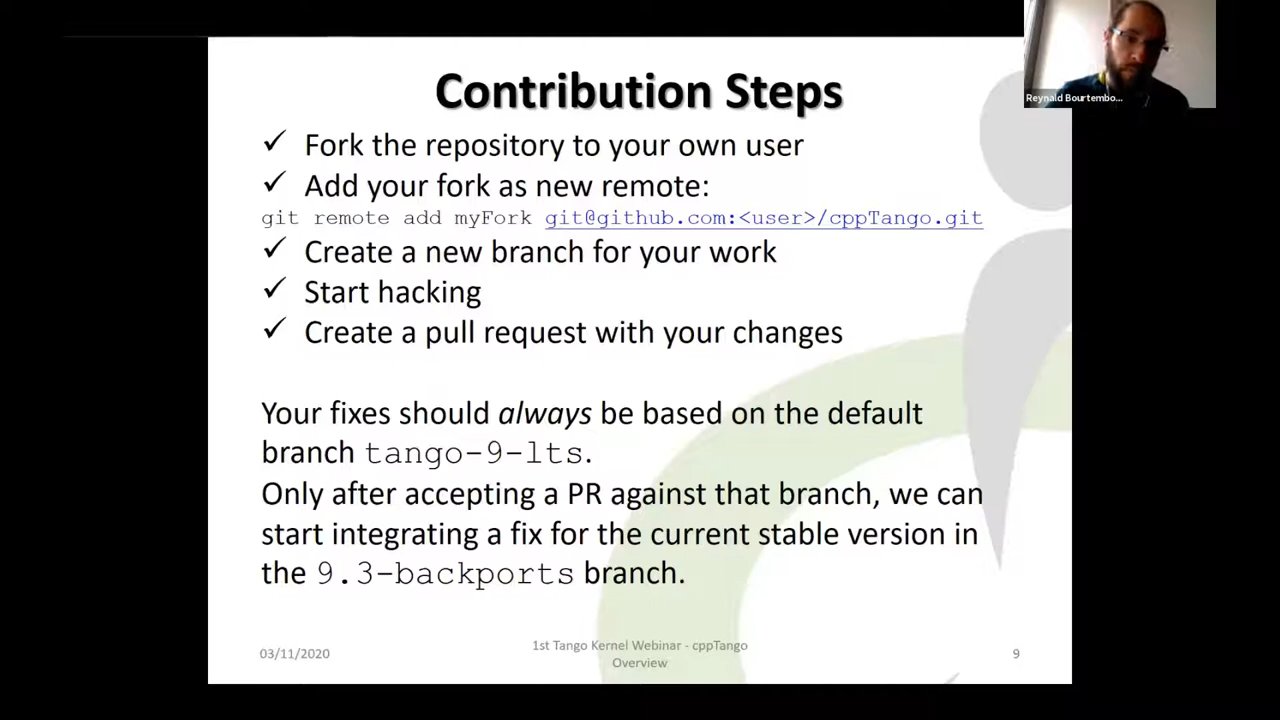 Contribution Steps
✓ Fork the repository to your own user
✓ Add your fork as new remote:
git remote add myFork git@github.com:<user>/cppTango.git
✓ Create a new branch for your work
✓ Start hacking
✓ Create a pull request with your changes
Your fixes should always be based on the default
branch tango-9-lts.
Only after accepting a PR against that branch, we can
start integrating a fix for the current stable version in
the 9.3-backports branch.
03/11/2020
1st Tango Kernel Webinar - cppTango
Overview
9
Reynald Bourtembo...